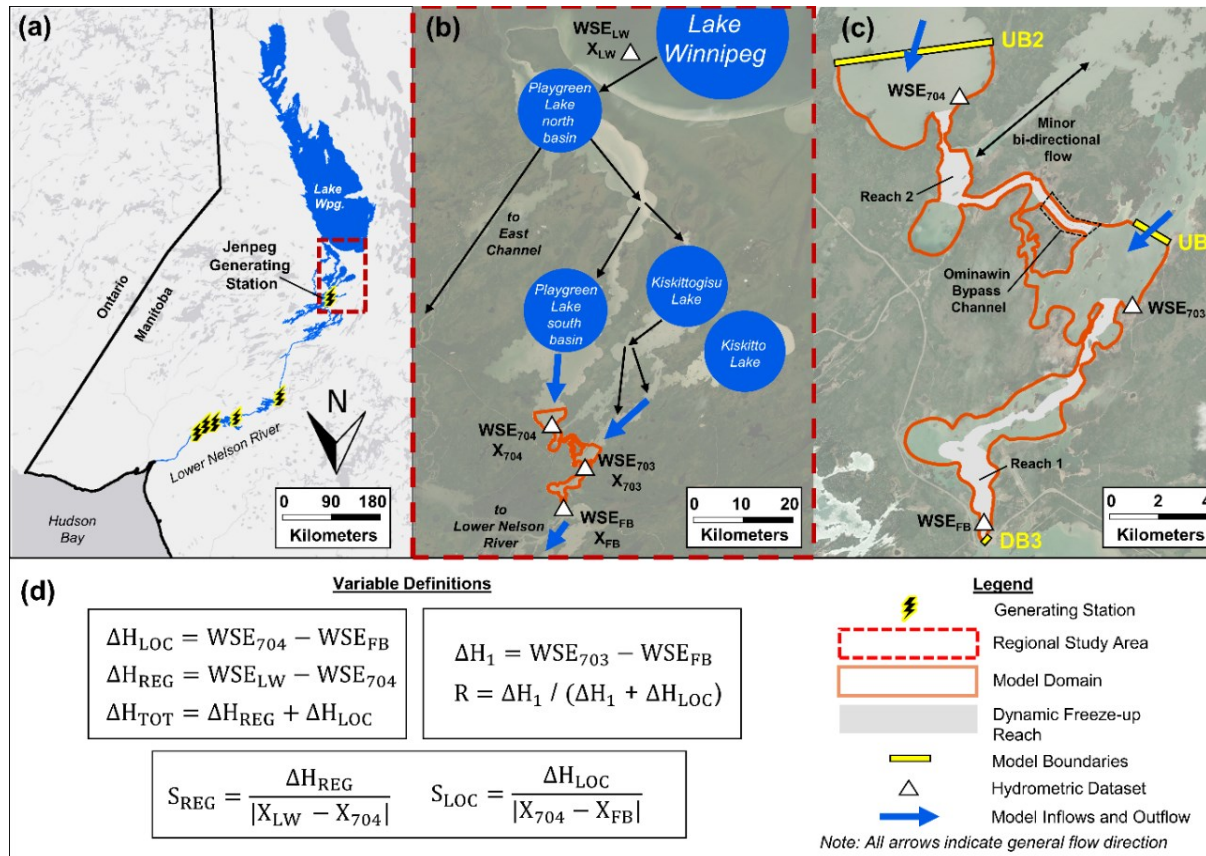 (a)
Lake
Wpg.
Jenpeg
Generating
Station
Ontario
Manitoba
N
Lower Nelson River
Hudson
Bay
0 90 180
Kilometers
(b)
WSE_LW
X_LW
Lake
Winnipeg
Playgreen
Lake
north
basin
to
East
Channel
Playgreen
Lake
south
basin
Kiskittogisu
Lake
Kiskitto
Lake
WSE_704
X_704
WSE_703
X_703
WSE_FB
X_FB
to
Lower Nelson
River
0 10 20
Kilometers
(c)
UB2
WSE_704
Minor
bi-directional
flow
Reach 2
UB
Ominawin
Bypass
Channel
WSE_703
Reach 1
WSE_FB
DB3
0 2 4
Kilometers
(d)
Variable Definitions
ΔH_LOC = WSE_704 − WSE_FB
ΔH_REG = WSE_LW − WSE_704
ΔH_TOT = ΔH_REG + ΔH_LOC
ΔH_1 = WSE_703 − WSE_FB
R = ΔH_1 / (ΔH_1 + ΔH_LOC)
S_REG = ΔH_REG / |X_LW − X_704|
S_LOC = ΔH_LOC / |X_704 − X_FB|
Legend
Generating Station
Regional Study Area
Model Domain
Dynamic Freeze-up
Reach
Model Boundaries
Hydrometric Dataset
Model Inflows and Outflow
Note: All arrows indicate general flow direction